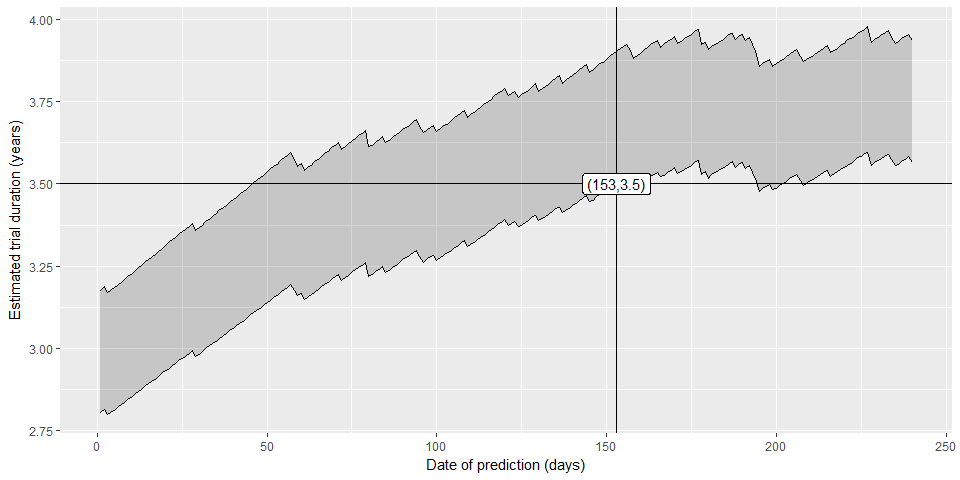 4.00
3.75
3.50
3.25
3.00
2.75
Estimated trial duration (years)
(153,3.5)
0 50 100 150 200 250
Date of prediction (days)